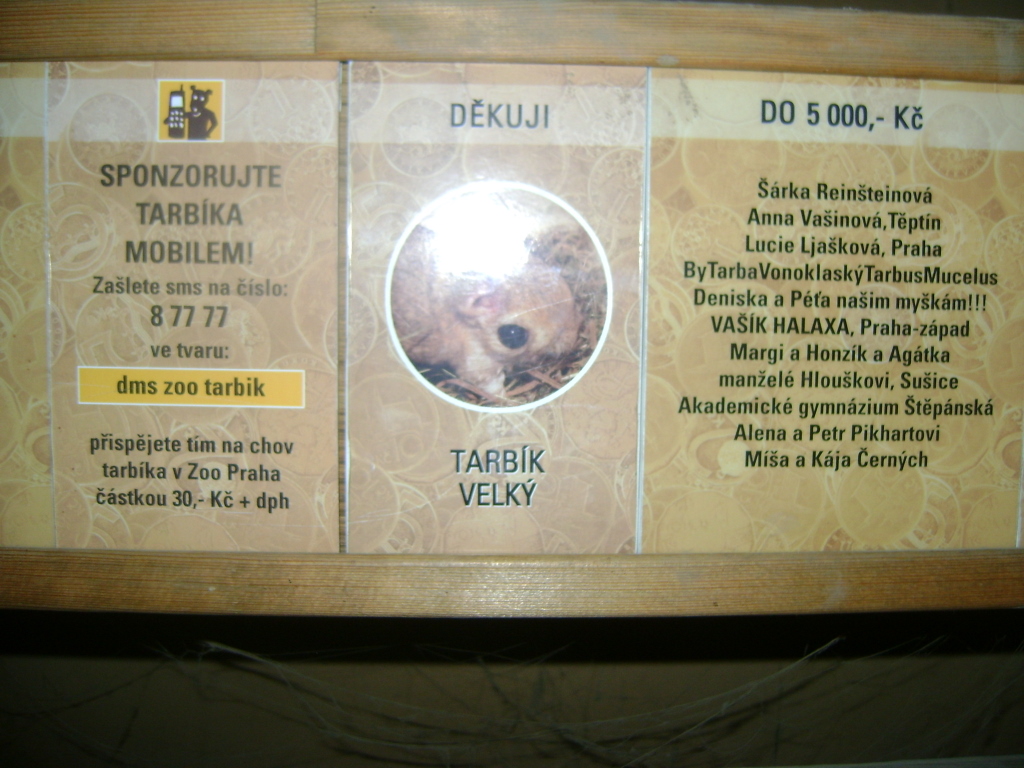 SPONZORUJTE
TARBÍKA
MOBILEM!
Zašlete sms na číslo:
8 77 77
ve tvaru:
dms zoo tarbik
přispějete tím na chov
tarbíka v Zoo Praha
částkou 30,- Kč + dph
DĚKUJI
TARBÍK
VELKÝ
DO 5 000,- Kč
Šárka Reinšteinová
Anna Vašinová,Těptín
Lucie Ljašková, Praha
ByTarbaVonoklaskýTarbusMucelus
Deniska a Péťa našim myškám!!!
VAŠÍK HALAXA, Praha-západ
Margi a Honzík a Agátka
manželé Hlouškovi, Sušice
Akademické gymnázium Štěpánská
Alena a Petr Pikhartovi
Míša a Kája Černých